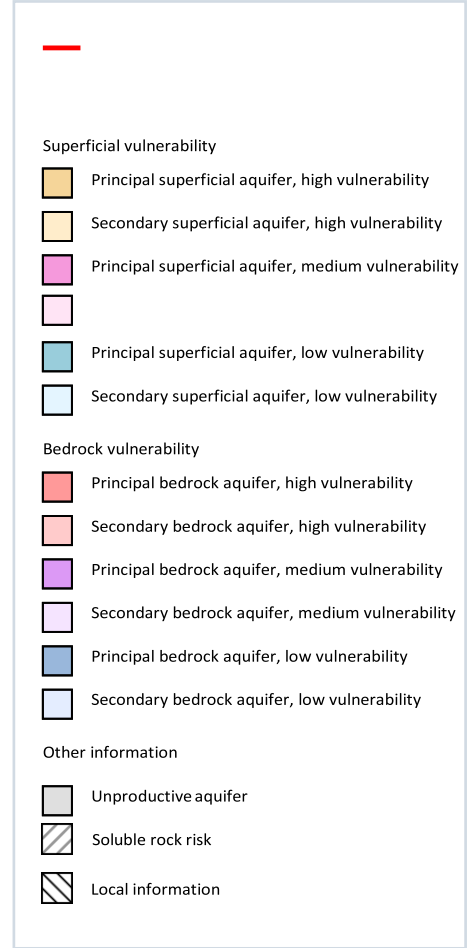 Superficial vulnerability
Principal superficial aquifer, high vulnerability
Secondary superficial aquifer, high vulnerability
Principal superficial aquifer, medium vulnerability
Principal superficial aquifer, low vulnerability
Secondary superficial aquifer, low vulnerability
Bedrock vulnerability
Principal bedrock aquifer, high vulnerability
Secondary bedrock aquifer, high vulnerability
Principal bedrock aquifer, medium vulnerability
Secondary bedrock aquifer, medium vulnerability
Principal bedrock aquifer, low vulnerability
Secondary bedrock aquifer, low vulnerability
Other information
Unproductive aquifer
Soluble rock risk
Local information